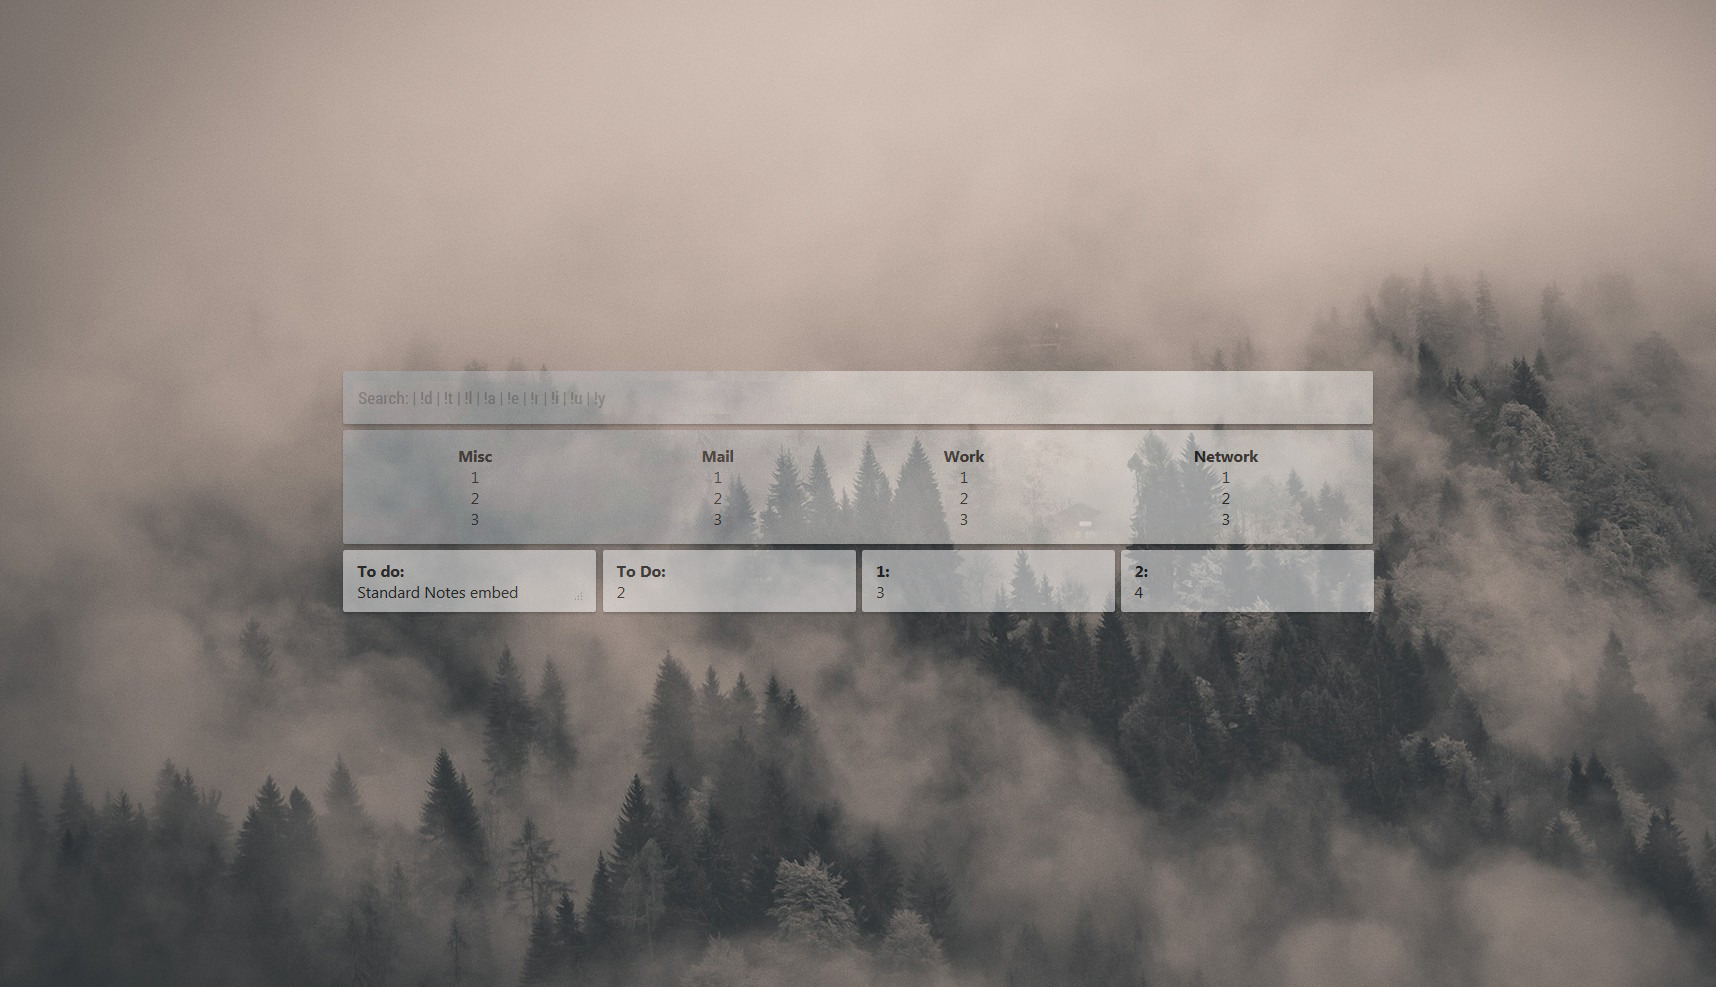 Search: | !d | !t | !l | !a | !e | !r | !i | !u | !y
Misc Mail Work Network
1 1 1 1
2 2 2 2
3 3 3 3
To do: To Do: 1: 2:
Standard Notes embed 2 3 4